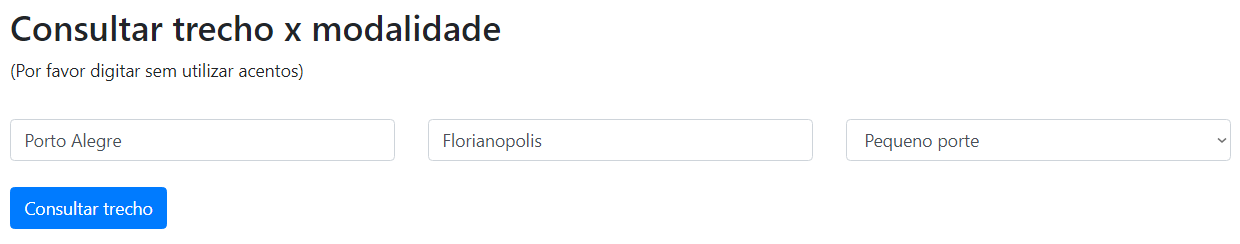 Consultar trecho x modalidade
(Por favor digitar sem utilizar acentos)
Porto Alegre
Florianopolis
Pequeno porte
Consultar trecho